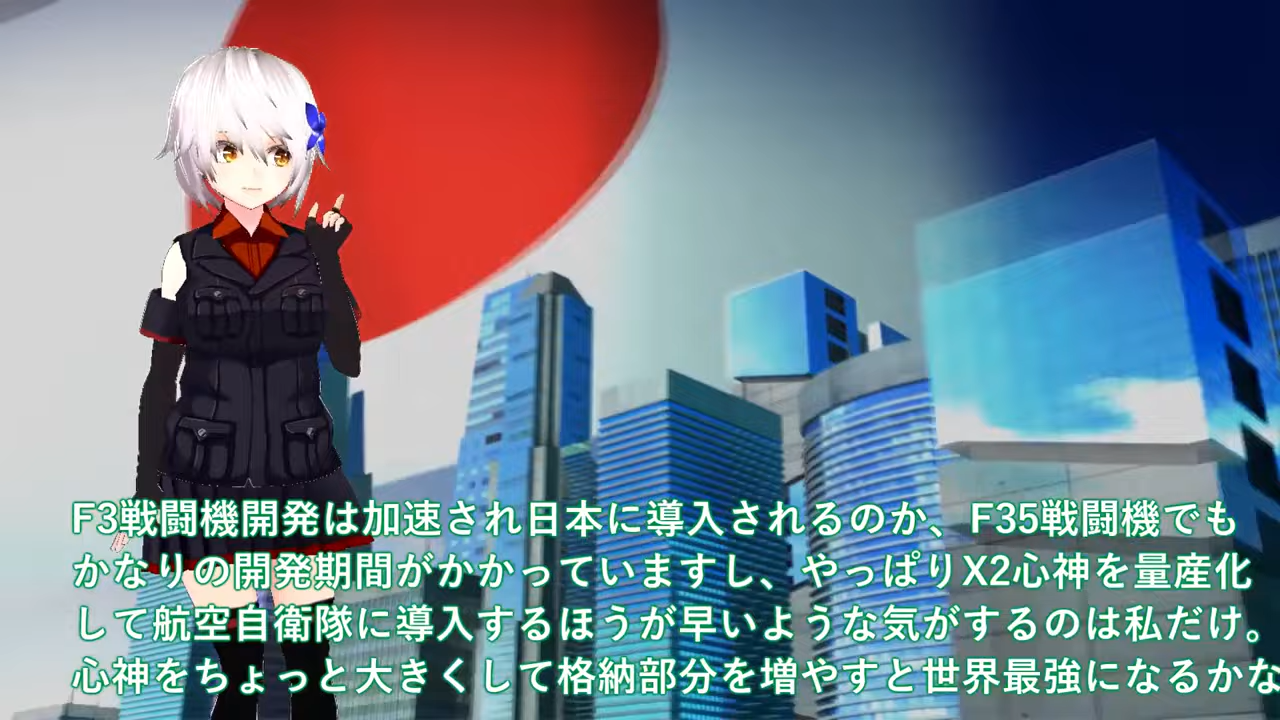 F3戦闘機開発は加速され日本に導入されるのか、F35戦闘機でも
かなりの開発期間がかかっていますし、やっぱりX2心神を量産化
して航空自衛隊に導入するほうが早いような気がするのは私だけ。
心神をちょっと大きくして格納部分を増やすと世界最強になるかな